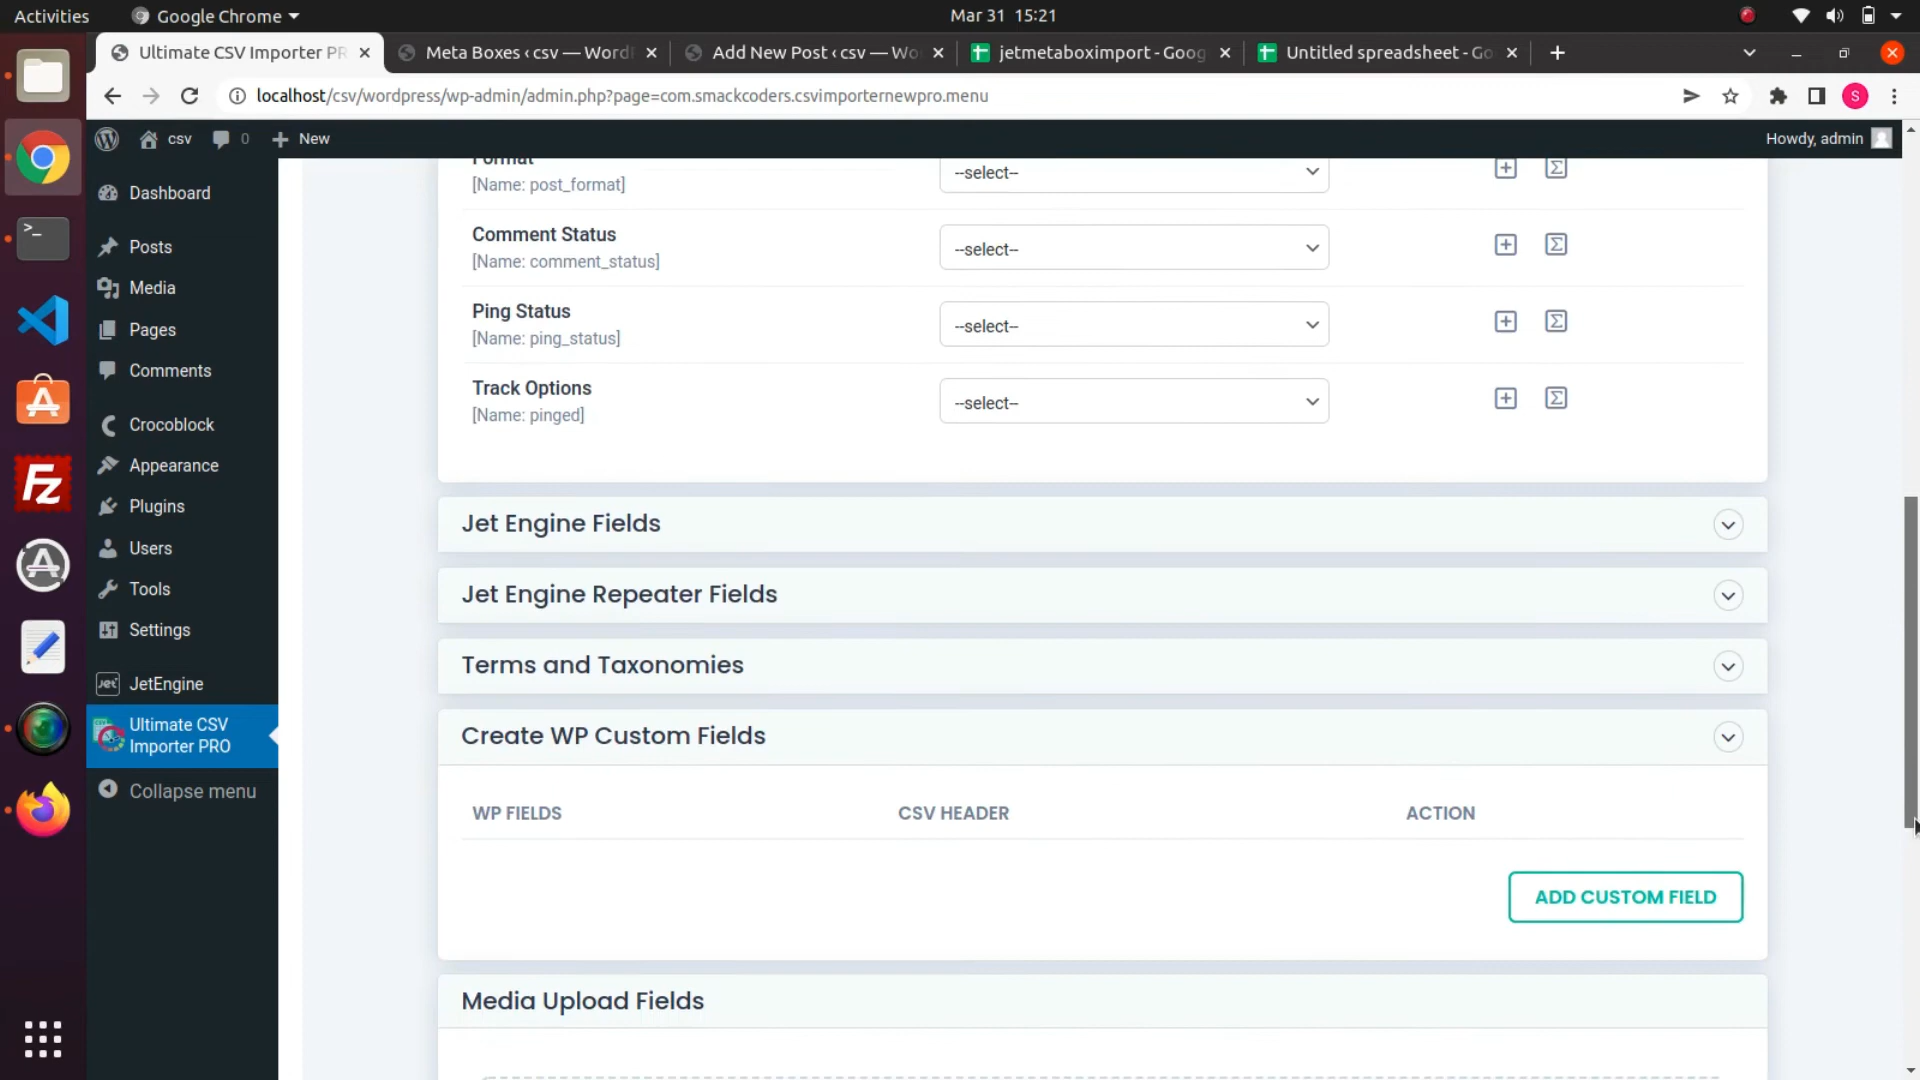 Activities
Google Chrome
Mar 31 15:21
Ultimate CSV Importer PR
Meta Boxes ‹ csv — WordP
Add New Post ‹ csv — Wo
jetmetaboximport - Goog
Untitled spreadsheet - Go
localhost/csv/wordpress/wp-admin/admin.php?page=com.smackcoders.csvimporternewpro.menu
S
csv
0
New
Howdy, admin
Dashboard
Posts
Media
Pages
Comments
Crocoblock
Appearance
Plugins
Users
Tools
Settings
JetEngine
Ultimate CSV
Importer PRO
Collapse menu
Format
[Name: post_format]
--select--
Comment Status
[Name: comment_status]
--select--
Ping Status
[Name: ping_status]
--select--
Track Options
[Name: pinged]
--select--
Jet Engine Fields
Jet Engine Repeater Fields
Terms and Taxonomies
Create WP Custom Fields
WP FIELDS
CSV HEADER
ACTION
ADD CUSTOM FIELD
Media Upload Fields